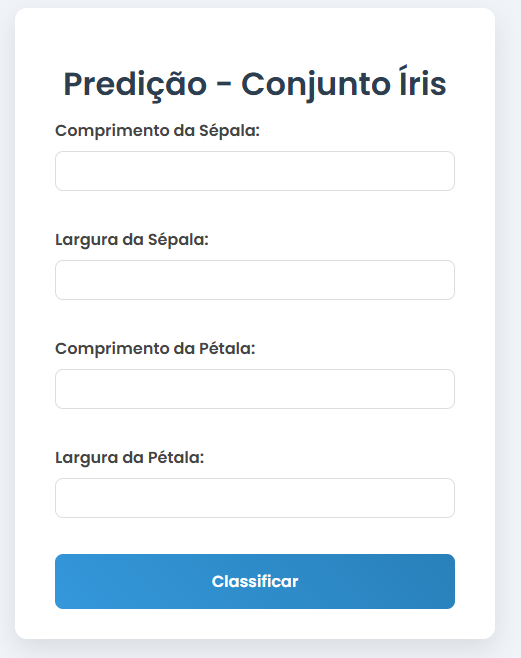 Predição - Conjunto Íris
Comprimento da Sépala:
Largura da Sépala:
Comprimento da Pétala:
Largura da Pétala:
Classificar